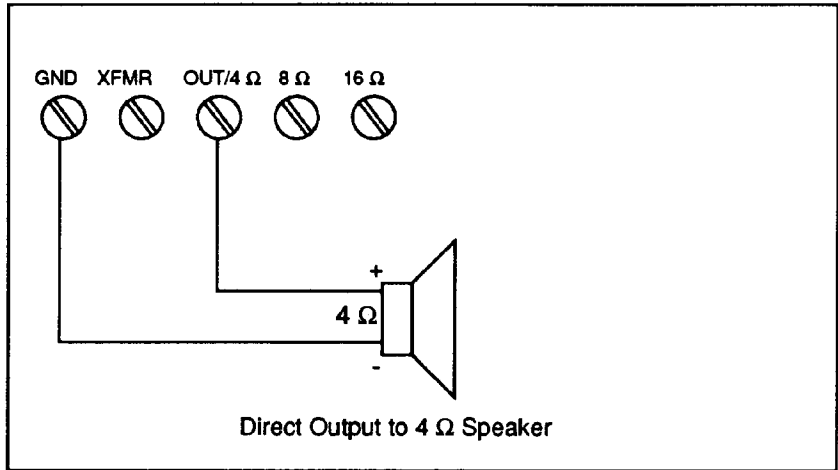 GND XFMR OUT/4 Ω 8 Ω 16 Ω
+
4 Ω
-
Direct Output to 4 Ω Speaker